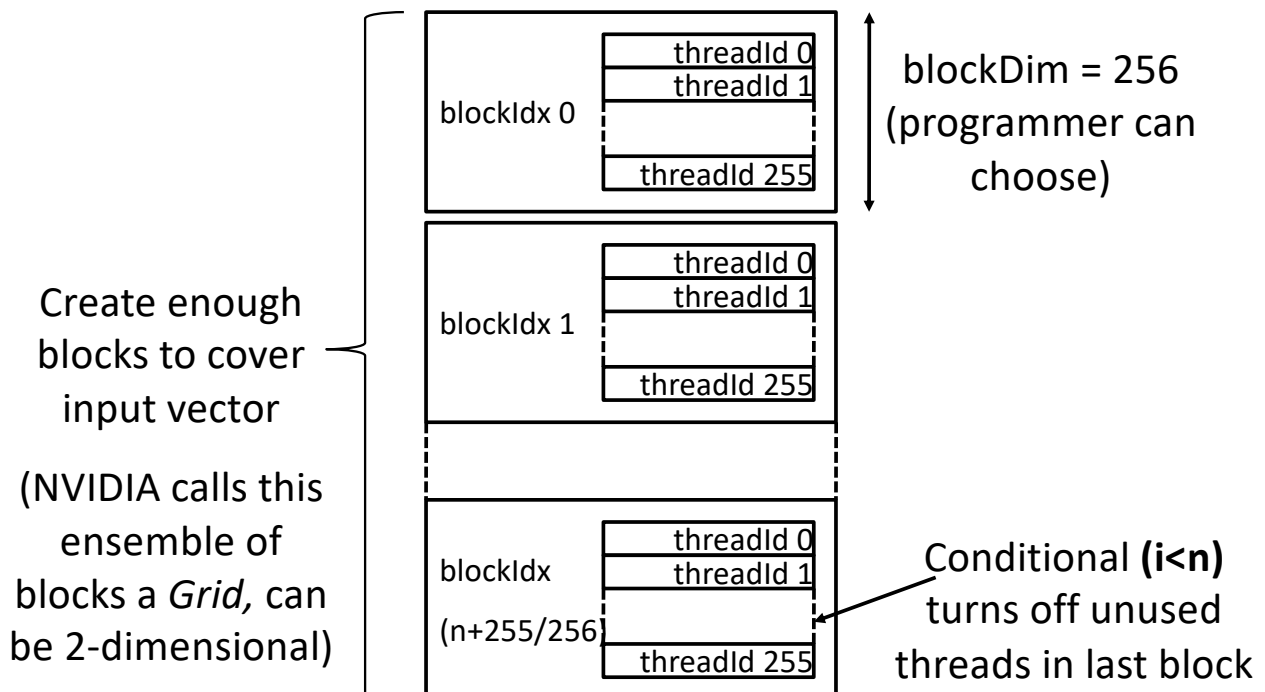 threadId 0
threadId 1
blockIdx 0
threadId 255
blockDim = 256
(programmer can
choose)
threadId 0
threadId 1
blockIdx 1
threadId 255
Create enough
blocks to cover
input vector
(NVIDIA calls this
ensemble of
blocks a Grid, can
be 2-dimensional)
threadId 0
threadId 1
blockIdx
(n+255/256)
threadId 255
Conditional (i<n)
turns off unused
threads in last block